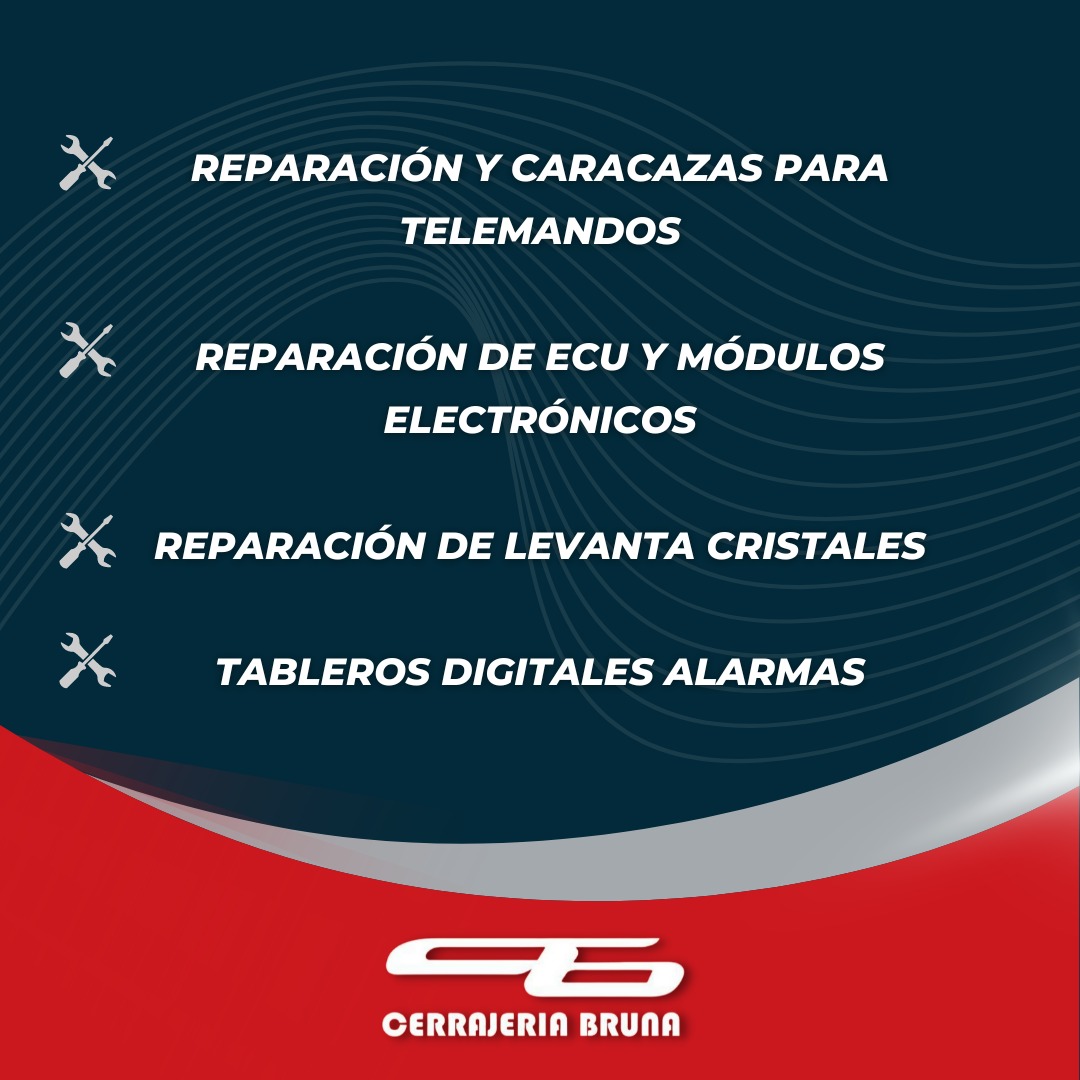 REPARACIÓN Y CARACAZAS PARA
TELEMANDOS
REPARACIÓN DE ECU Y MÓDULOS
ELECTRÓNICOS
REPARACIÓN DE LEVANTA CRISTALES
TABLEROS DIGITALES ALARMAS
CERRAJERIA BRUNA